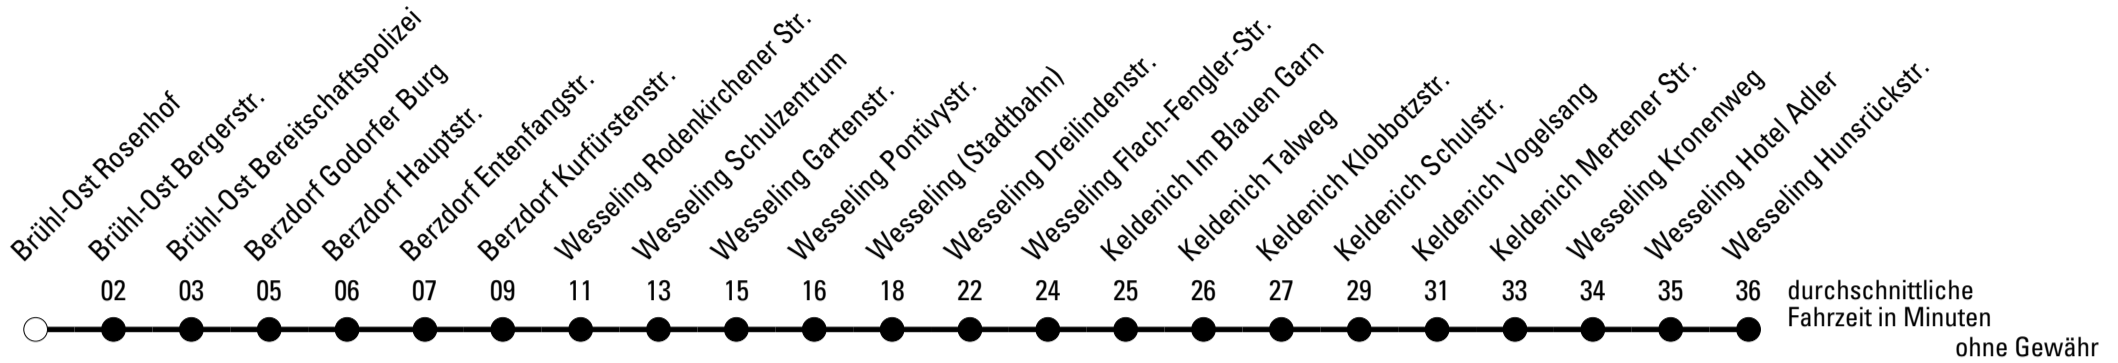 Brühl-Ost Rosenhof
Brühl-Ost Bergerstr.
Brühl-Ost Bereitschaftspolizei
Berzdorf Godorfer Burg
Berzdorf Hauptstr.
Berzdorf Entenfangstr.
Berzdorf Kurfürstenstr.
Wesseling Rodenkirchener Str.
Wesseling Schulzentrum
Wesseling Gartenstr.
Wesseling Pontivystr.
Wesseling (Stadtbahn)
Wesseling Dreilindenstr.
Wesseling Flach-Fengler-Str.
Keldenich Im Blauen Garn
Keldenich Talweg
Keldenich Klobbotzstr.
Keldenich Schulstr.
Keldenich Vogelsang
Keldenich Mertener Str.
Wesseling Kronenweg
Wesseling Hotel Adler
Wesseling Hunsrückstr.
02 03 05 06 07 09 11 13 15 16 18 22 24 25 26 27 29 31 33 34 35 36
durchschnittliche
Fahrzeit in Minuten
ohne Gewähr